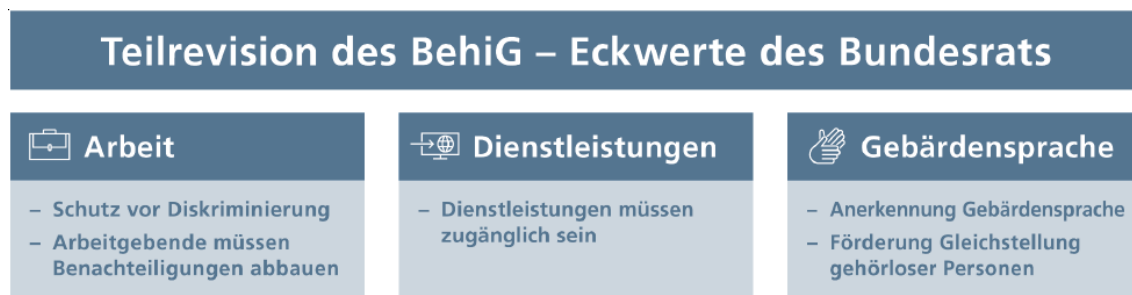 Teilrevision des BehiG – Eckwerte des Bundesrats
Arbeit
– Schutz vor Diskriminierung
– Arbeitgebende müssen
Benachteiligungen abbauen
Dienstleistungen
– Dienstleistungen müssen
zugänglich sein
Gebärdensprache
– Anerkennung Gebärdensprache
– Förderung Gleichstellung
gehörloser Personen